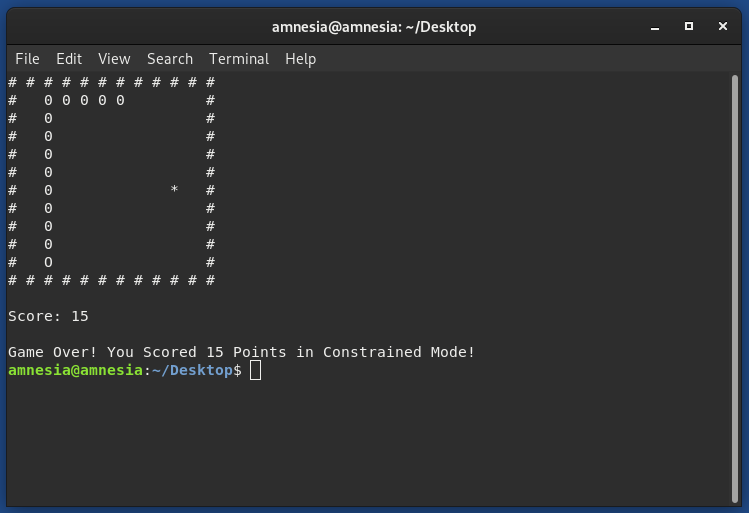 amnesia@amnesia: ~/Desktop
File Edit View Search Terminal Help
# # # # # # # # # # # #
#   0 0 0 0 0         #
#   0                 #
#   0                 #
#   0                 #
#   0                 #
#   0             *   #
#   0                 #
#   0                 #
#   0                 #
#   O                 #
# # # # # # # # # # # #
Score: 15
Game Over! You Scored 15 Points in Constrained Mode!
amnesia@amnesia:~/Desktop$